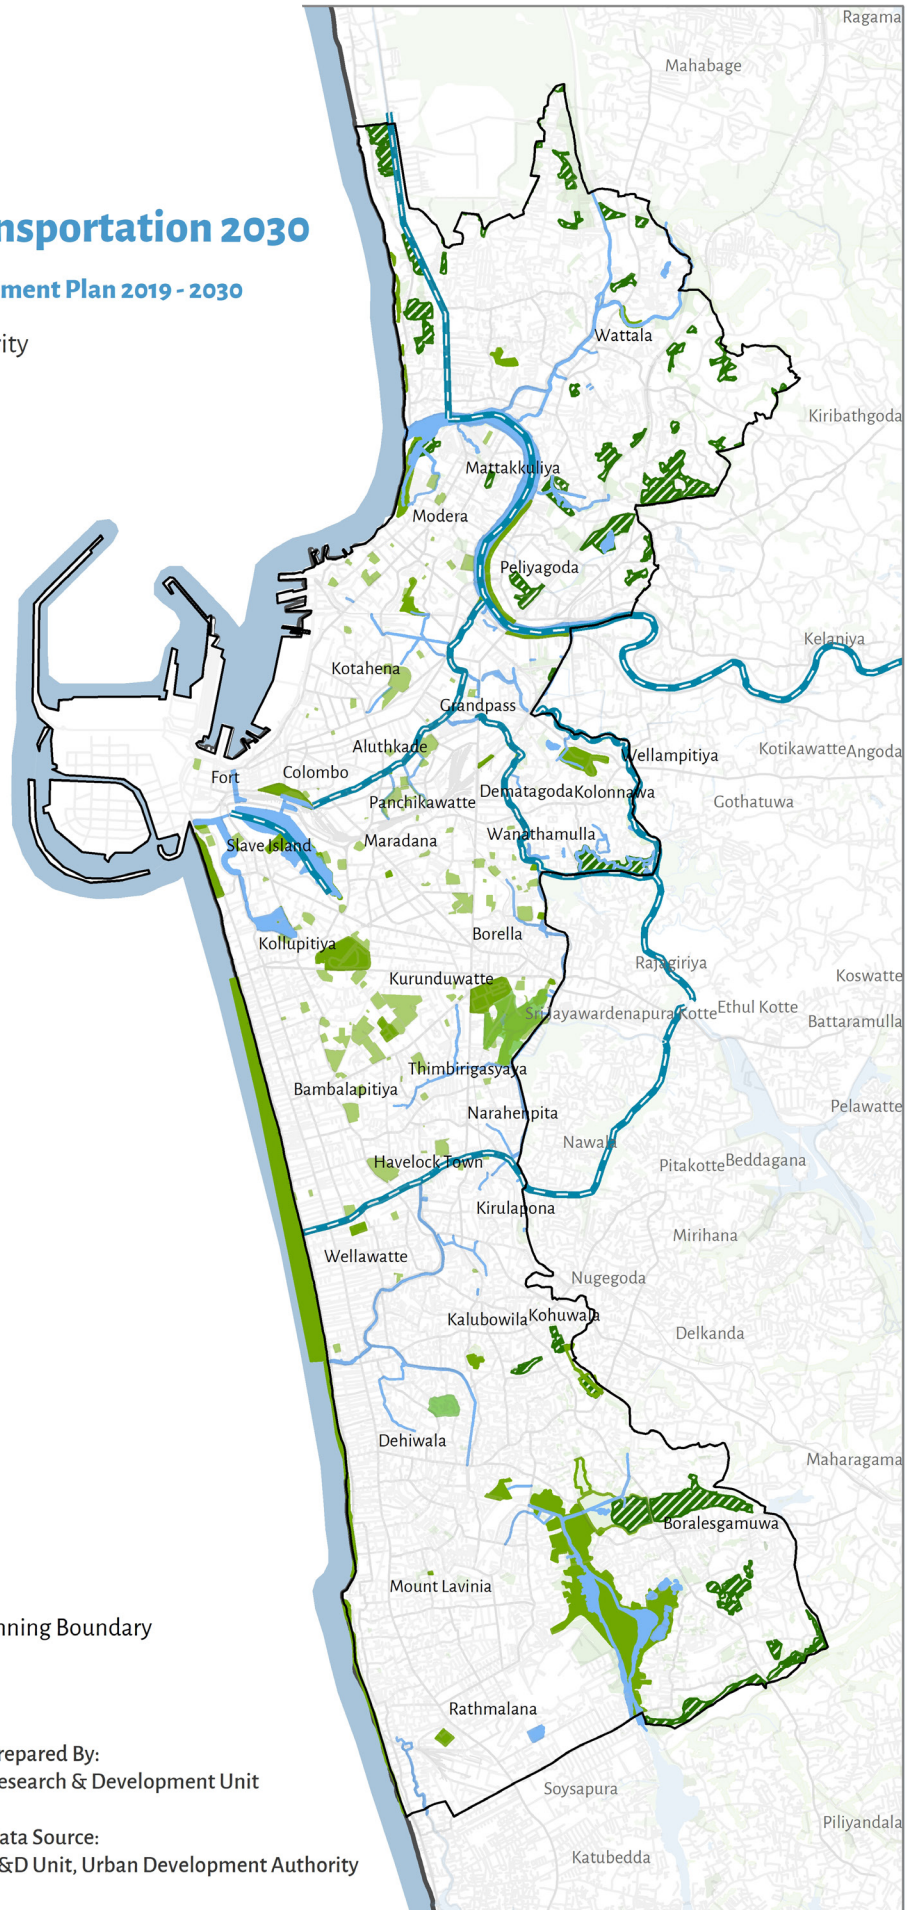 Ragama
Mahabage
nsportation 2030
ment Plan 2019 - 2030
rity
Wattala
Kiribathgoda
Mattakkuliya
Modera
Peliyagoda
Kelaniya
Kotahena
Grandpass
Aluthkade
Vellampitiya
Kotikawatte
Angoda
Fort
Colombo
Dematagoda
Kolonnawa
Panchikawatte
Gothatuwa
Wanathamulla
Maradana
Slave Island
Borella
Kollupitiya
Rajagiriya
Koswatte
Kurunduwatte
Sri Jayawardenapura Kotte
Ethul Kotte
Battaramulla
Thimbirigasyaya
Bambalapitiya
Pelawatte
Narahenpita
Nawala
Havelock Town
Pitakotte
Beddagana
Kirulapona
Mirihana
Wellawatte
Nugegoda
Kalubowila
Kohuwala
Delkanda
Dehiwala
Maharagama
Boralesgamuwa
Mount Lavinia
nning Boundary
Rathmalana
repared By:
esearch & Development Unit
Soysapura
Piliyandala
ata Source:
&D Unit, Urban Development Authority
Katubedda